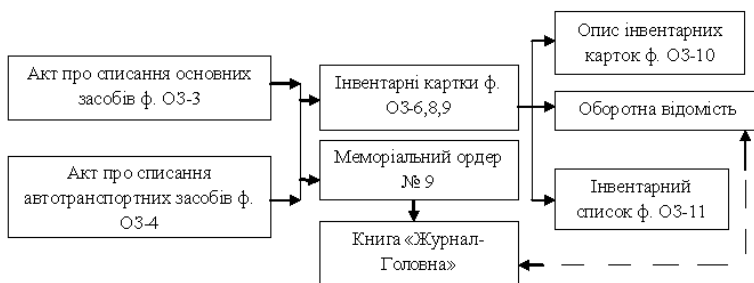 Акт про списання основних
засобів ф. ОЗ-3
Акт про списання
автотранспортних засобів ф.
ОЗ-4
Інвентарні картки ф.
ОЗ-6,8,9
Меморіальний ордер
№ 9
Книга «Журнал-
Головна»
Опис інвентарних
карток ф. ОЗ-10
Оборотна відомість
Інвентарний
список ф. ОЗ-11